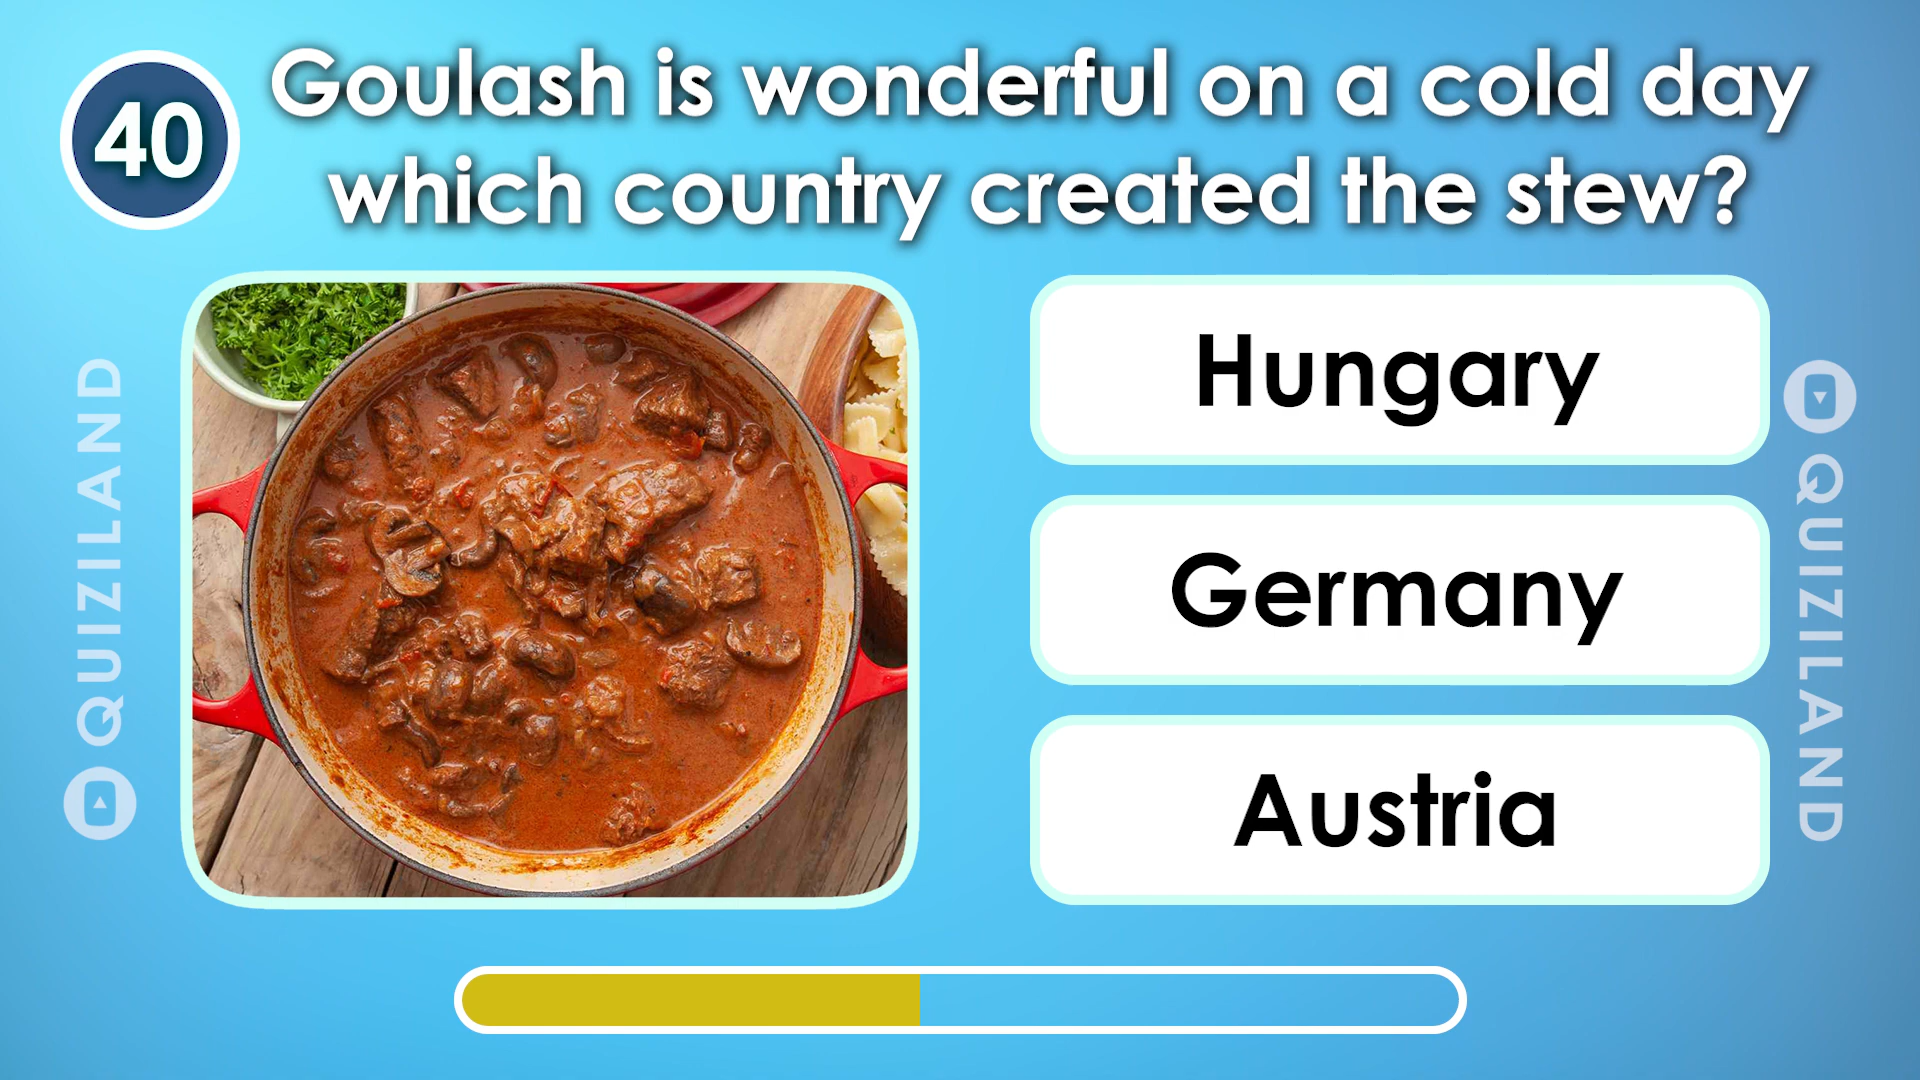 40
Goulash is wonderful on a cold day
which country created the stew?
Hungary
Germany
Austria
QUIZILAND
QUIZILAND